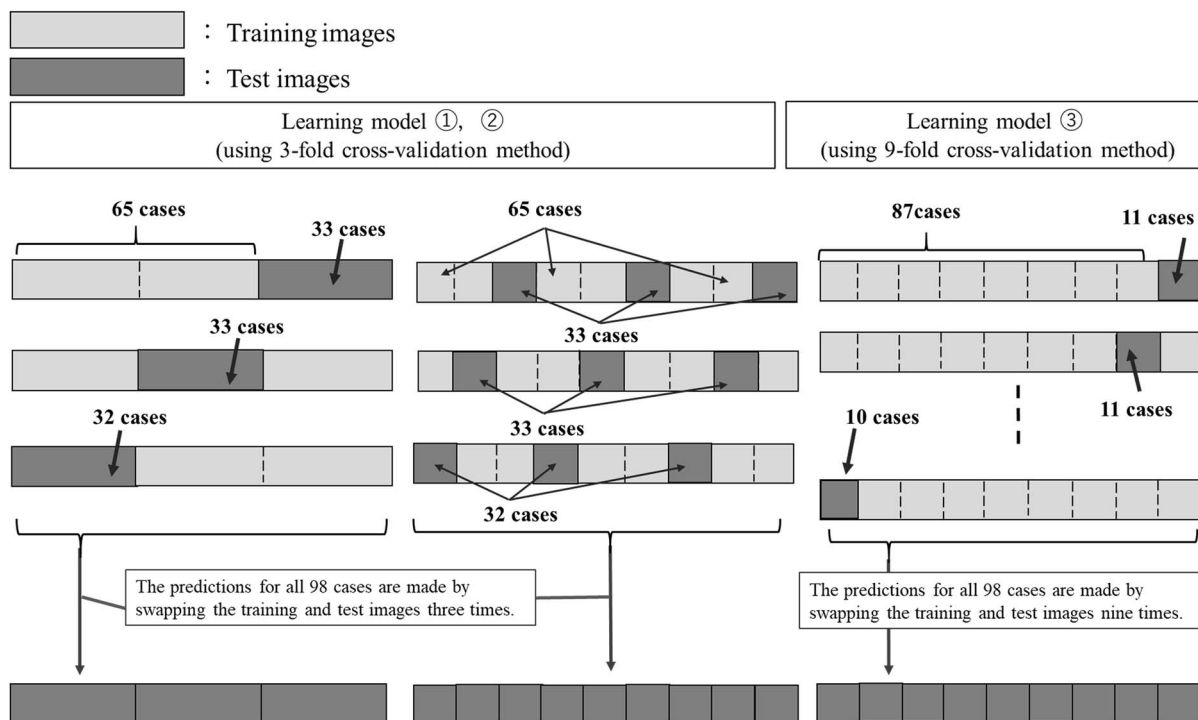 : Training images
: Test images
Learning model ①, ②
(using 3-fold cross-validation method)
Learning model ③
(using 9-fold cross-validation method)
65 cases
33 cases
33 cases
32 cases
65 cases
33 cases
33 cases
32 cases
87cases
11 cases
11 cases
10 cases
The predictions for all 98 cases are made by
swapping the training and test images three times.
The predictions for all 98 cases are made by
swapping the training and test images nine times.